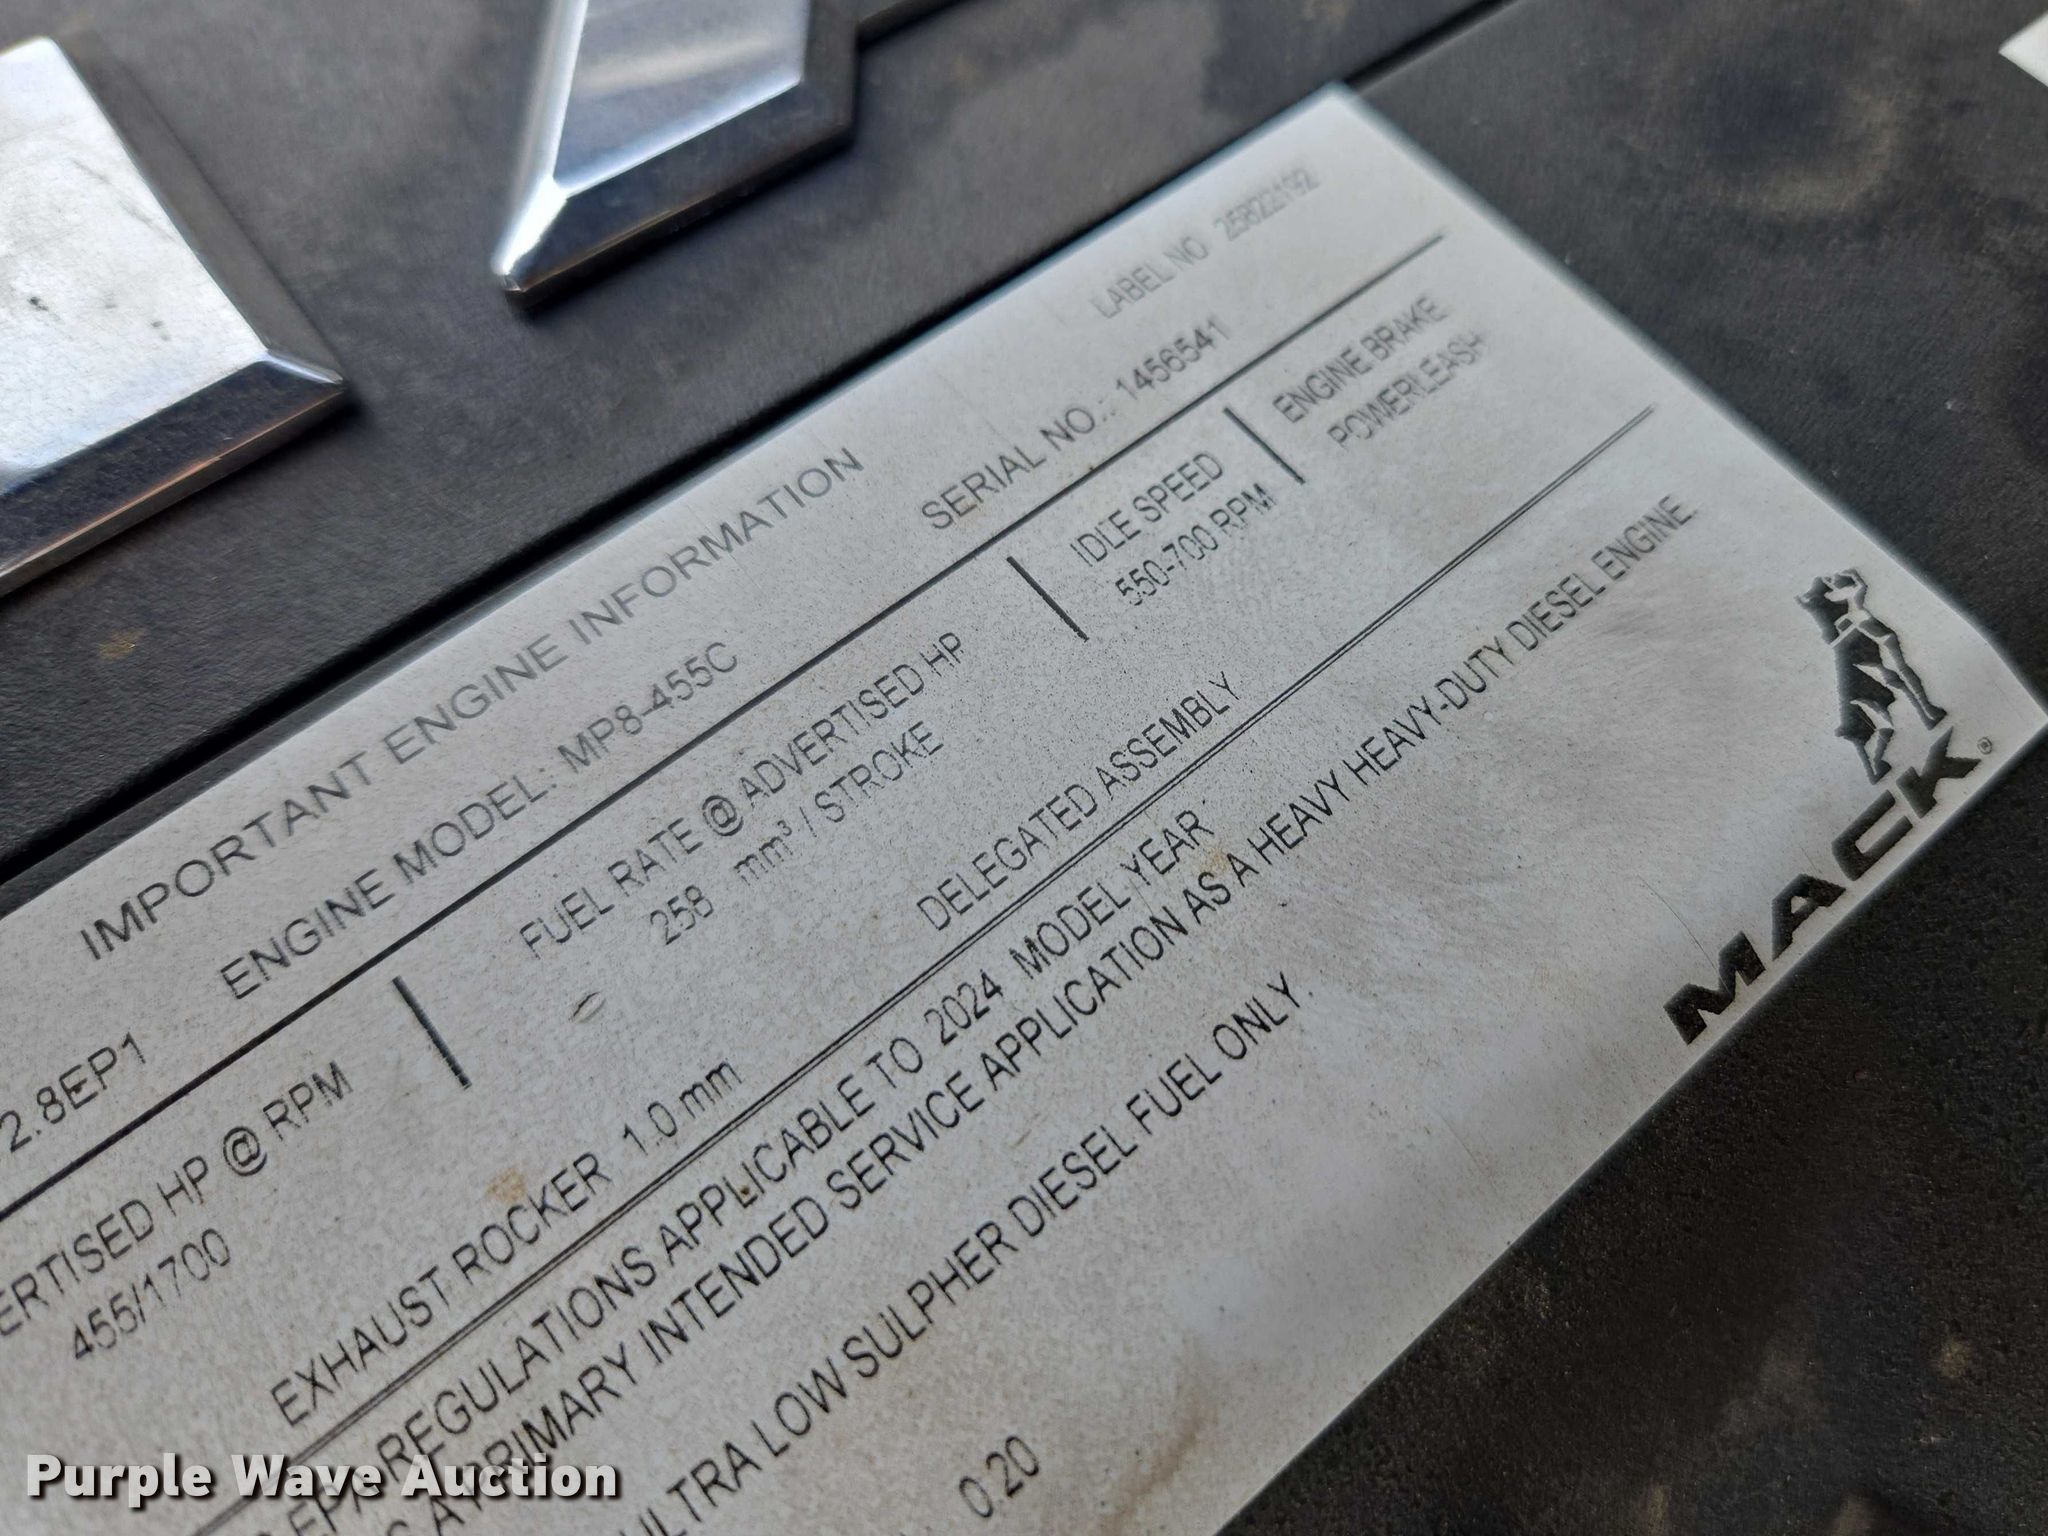 LABEL NO 25822192
IMPORTANT ENGINE INFORMATION
2.8EP1 ENGINE MODEL: MP8-455C SERIAL NO.: 1456541
ERTISED HP @ RPM FUEL RATE @ ADVERTISED HP IDLE SPEED ENGINE BRAKE
455/1700 258 mm³ / STROKE 550-700 RPM POWERLEASH
EXHAUST ROCKER 1.0 mm DELEGATED ASSEMBLY
EPA REGULATIONS APPLICABLE TO 2024 MODEL YEAR
AS A PRIMARY INTENDED SERVICE APPLICATION AS A HEAVY HEAVY-DUTY DIESEL ENGINE.
ULTRA LOW SULPHER DIESEL FUEL ONLY.
0.20
MACK®
Purple Wave Auction